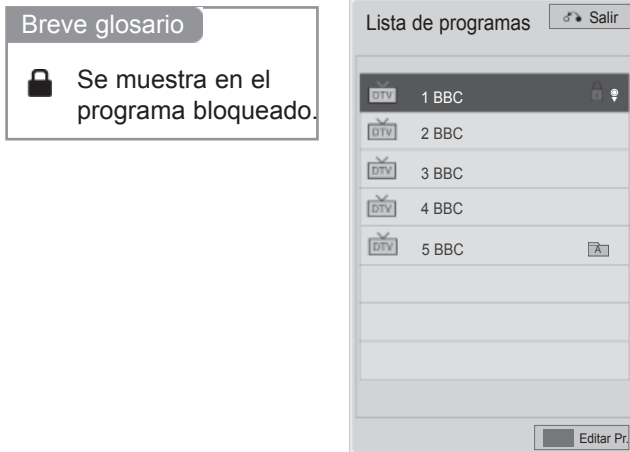 Breve glosario
Se muestra en el
programa bloqueado.
Lista de programas
Salir
DTV 1 BBC
DTV 2 BBC
DTV 3 BBC
DTV 4 BBC
DTV 5 BBC A
Editar Pr.